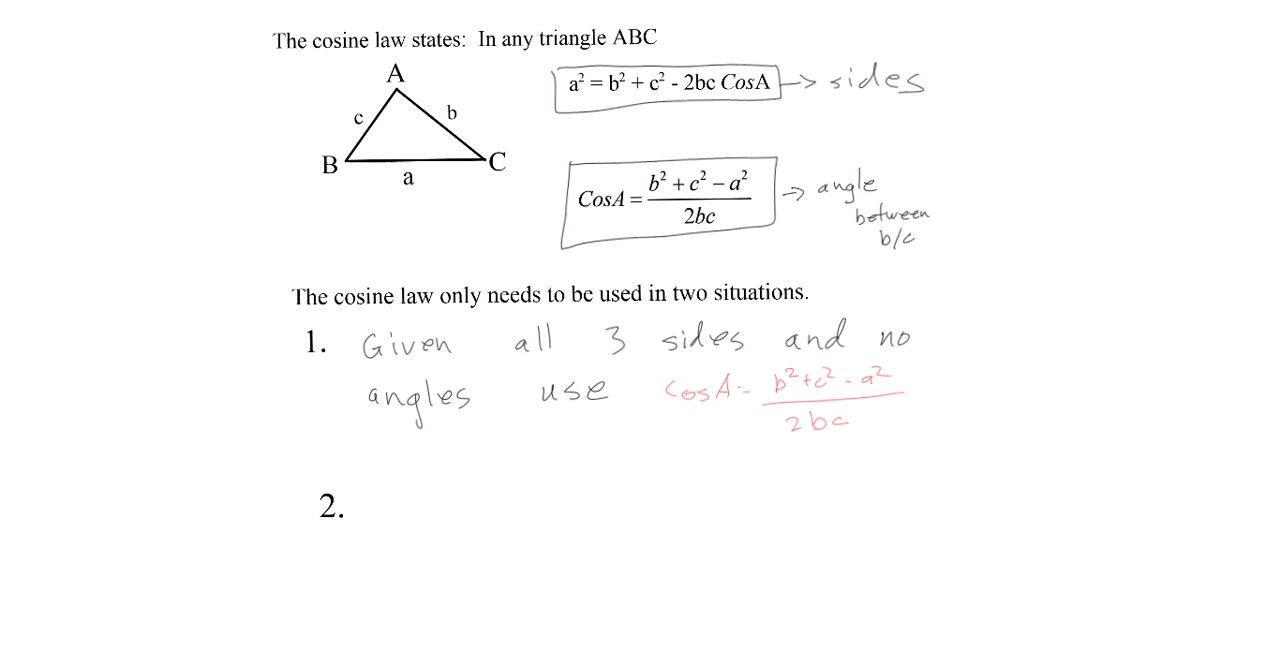 The cosine law states: In any triangle ABC
A
a² = b² + c² - 2bc CosA -> sides
c
b
B
C
a
CosA = (b² + c² − a²) / 2bc -> angle
between
b/c
The cosine law only needs to be used in two situations.
1. Given all 3 sides and no
angles use CosA = b²+c²-a² / 2bc
2.